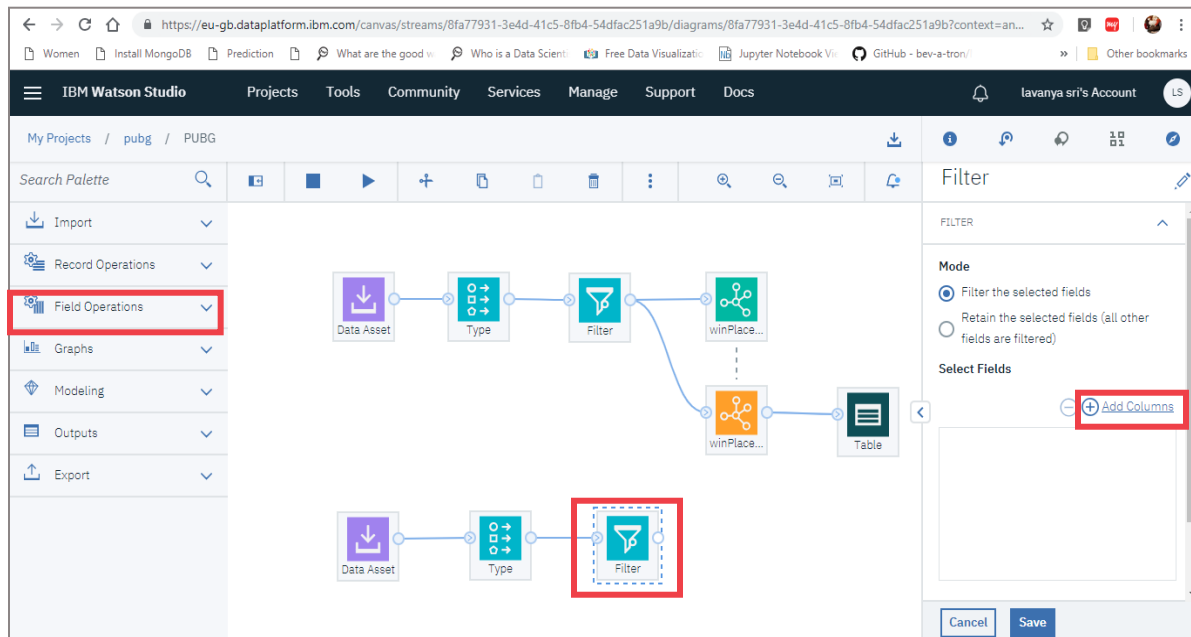 https://eu-gb.dataplatform.ibm.com/canvas/streams/8fa77931-3e4d-41c5-8fb4-54dfac251a9b/diagrams/8fa77931-3e4d-41c5-8fb4-54dfac251a9b?context=an...
Women Install MongoDB Prediction What are the good w Who is a Data Scienti Free Data Visualizatio Jupyter Notebook Vie GitHub - bev-a-tron/ » Other bookmarks
IBM Watson Studio Projects Tools Community Services Manage Support Docs lavanya sri's Account LS
My Projects / pubg / PUBG
Search Palette
Filter
Import
FILTER
Record Operations
Mode
Field Operations
Filter the selected fields
Retain the selected fields (all other
fields are filtered)
Data Asset Type Filter winPlace...
Graphs
Select Fields
Modeling
Add Columns
Outputs
winPlace... Table
Export
Data Asset Type Filter
Cancel Save